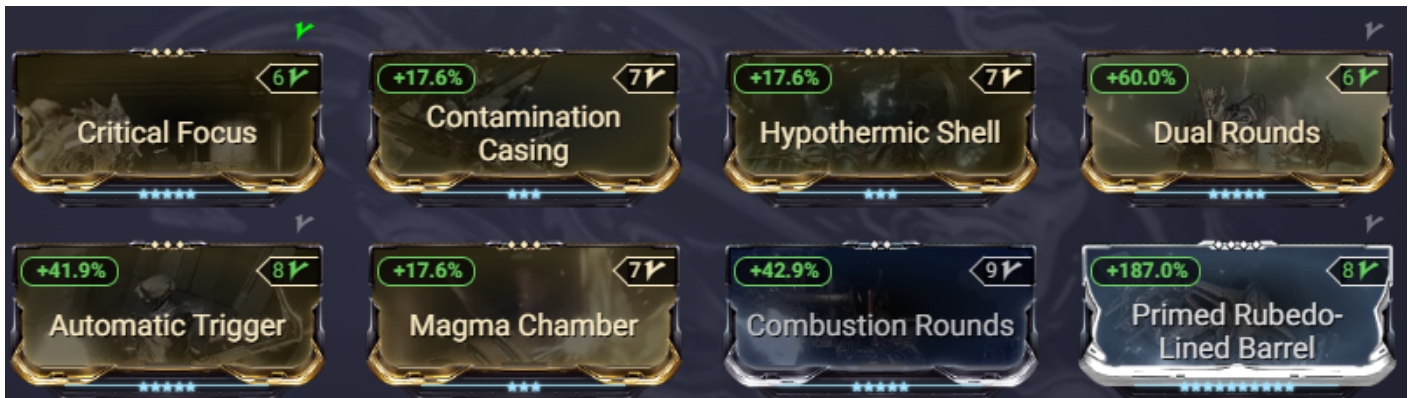 6
+17.6%
7
+17.6%
7
+60.0%
6
Critical Focus
Contamination
Casing
Hypothermic Shell
Dual Rounds
+41.9%
8
+17.6%
7
+42.9%
9
+187.0%
8
Automatic Trigger
Magma Chamber
Combustion Rounds
Primed Rubedo-
Lined Barrel